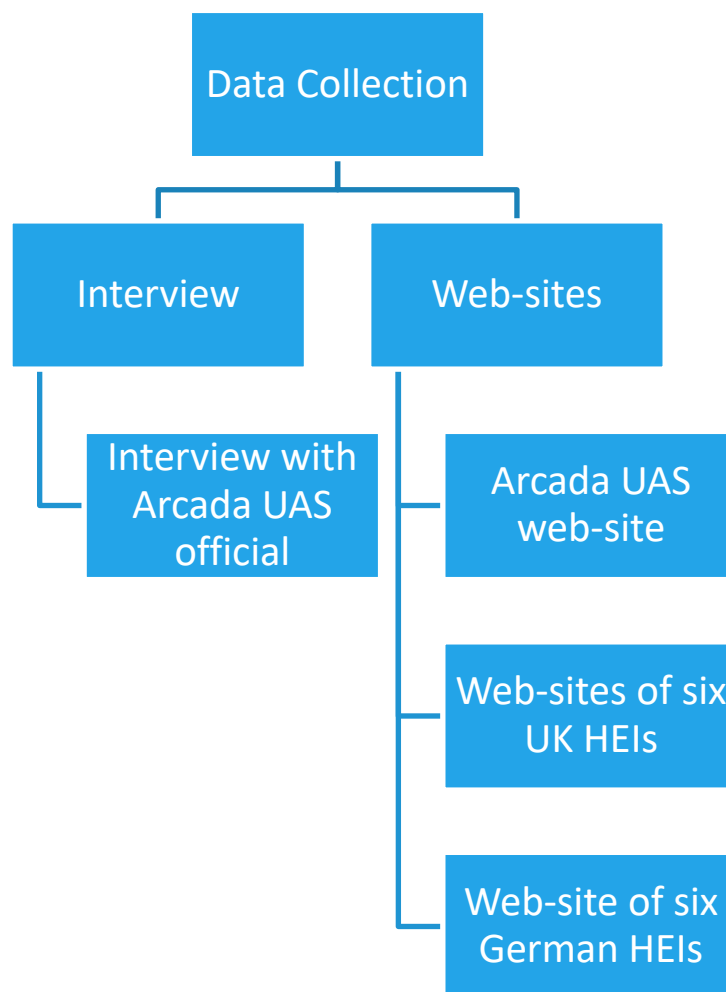 Data Collection
Interview
Web-sites
Interview with
Arcada UAS
official
Arcada UAS
web-site
Web-sites of six
UK HEIs
Web-site of six
German HEIs